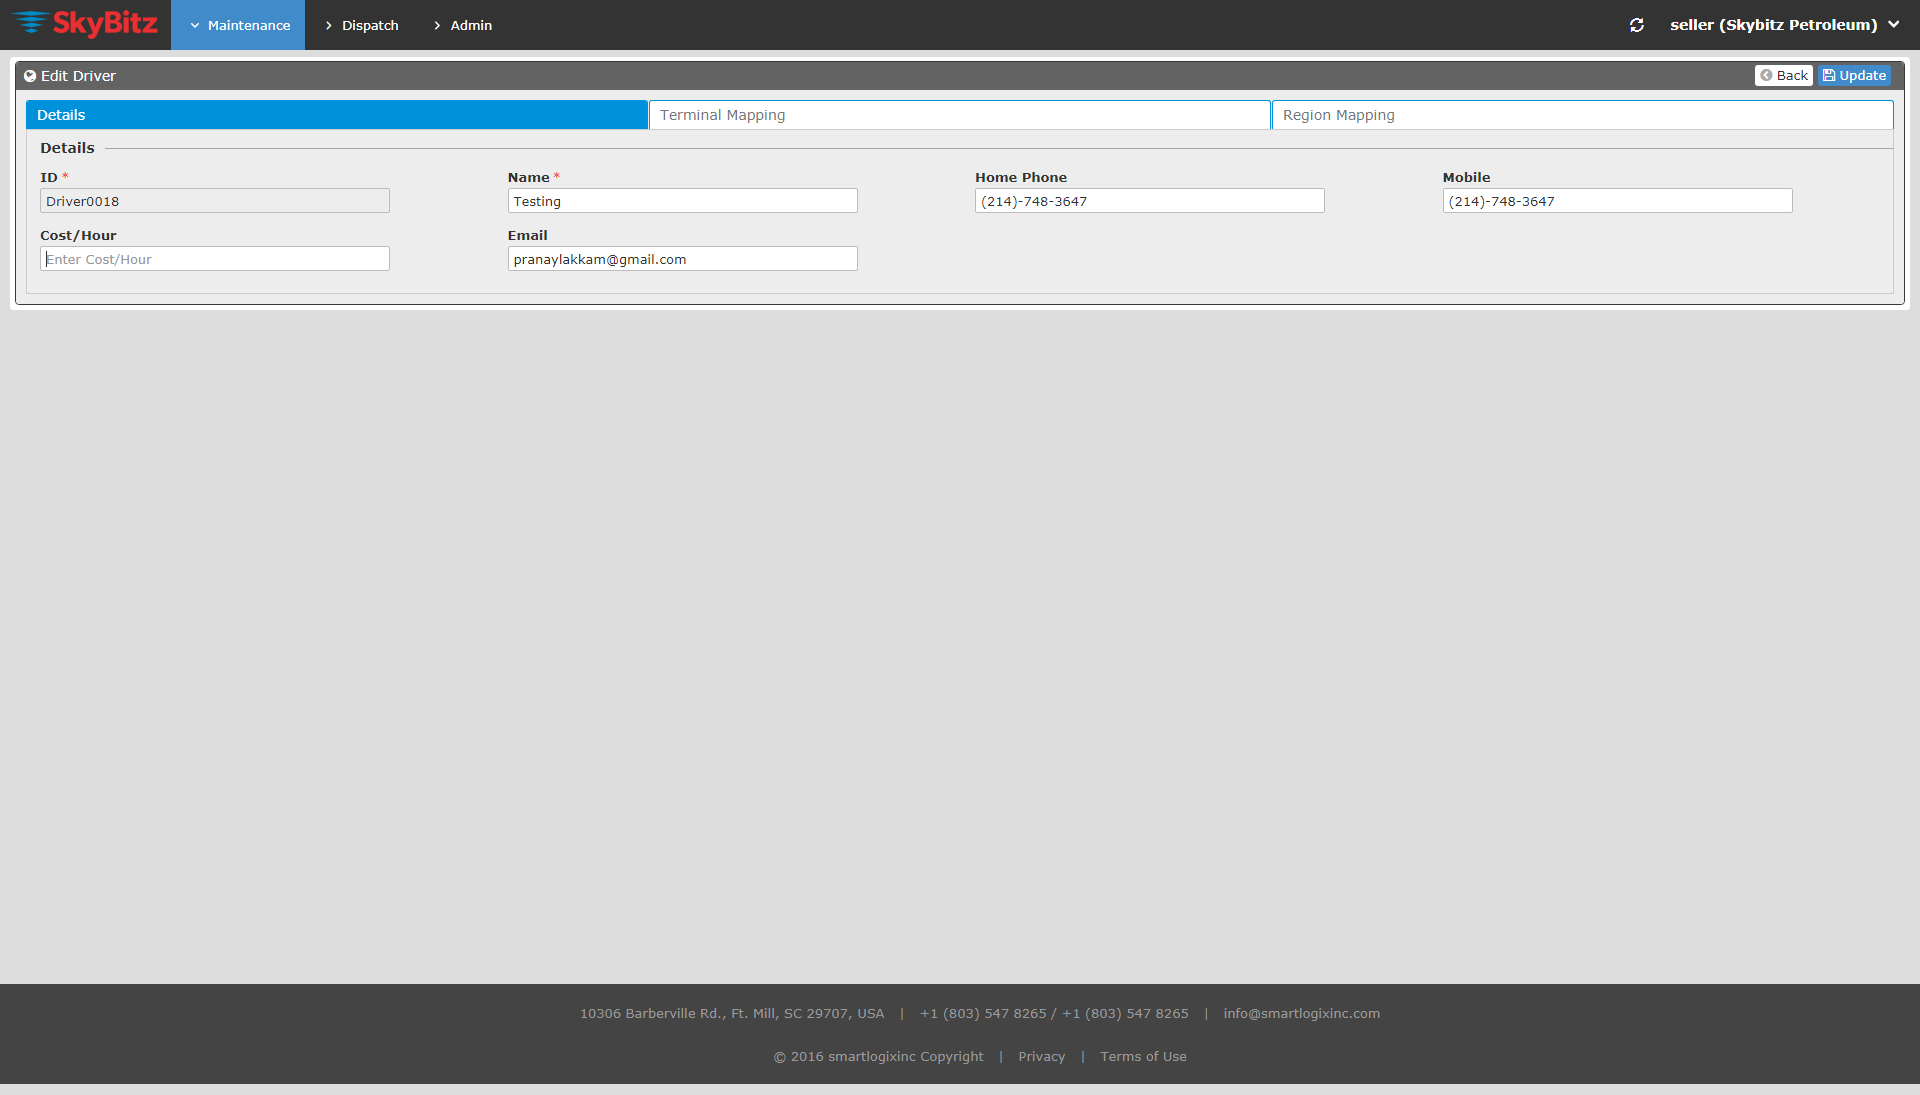 SkyBitz
Maintenance
Dispatch
Admin
seller (Skybitz Petroleum)
Edit Driver
Back
Update
Details
Terminal Mapping
Region Mapping
Details
ID *
Name *
Home Phone
Mobile
Driver0018
Testing
(214)-748-3647
(214)-748-3647
Cost/Hour
Email
Enter Cost/Hour
pranaylakkam@gmail.com
10306 Barberville Rd., Ft. Mill, SC 29707, USA | +1 (803) 547 8265 / +1 (803) 547 8265 | info@smartlogixinc.com
© 2016 smartlogixinc Copyright | Privacy | Terms of Use